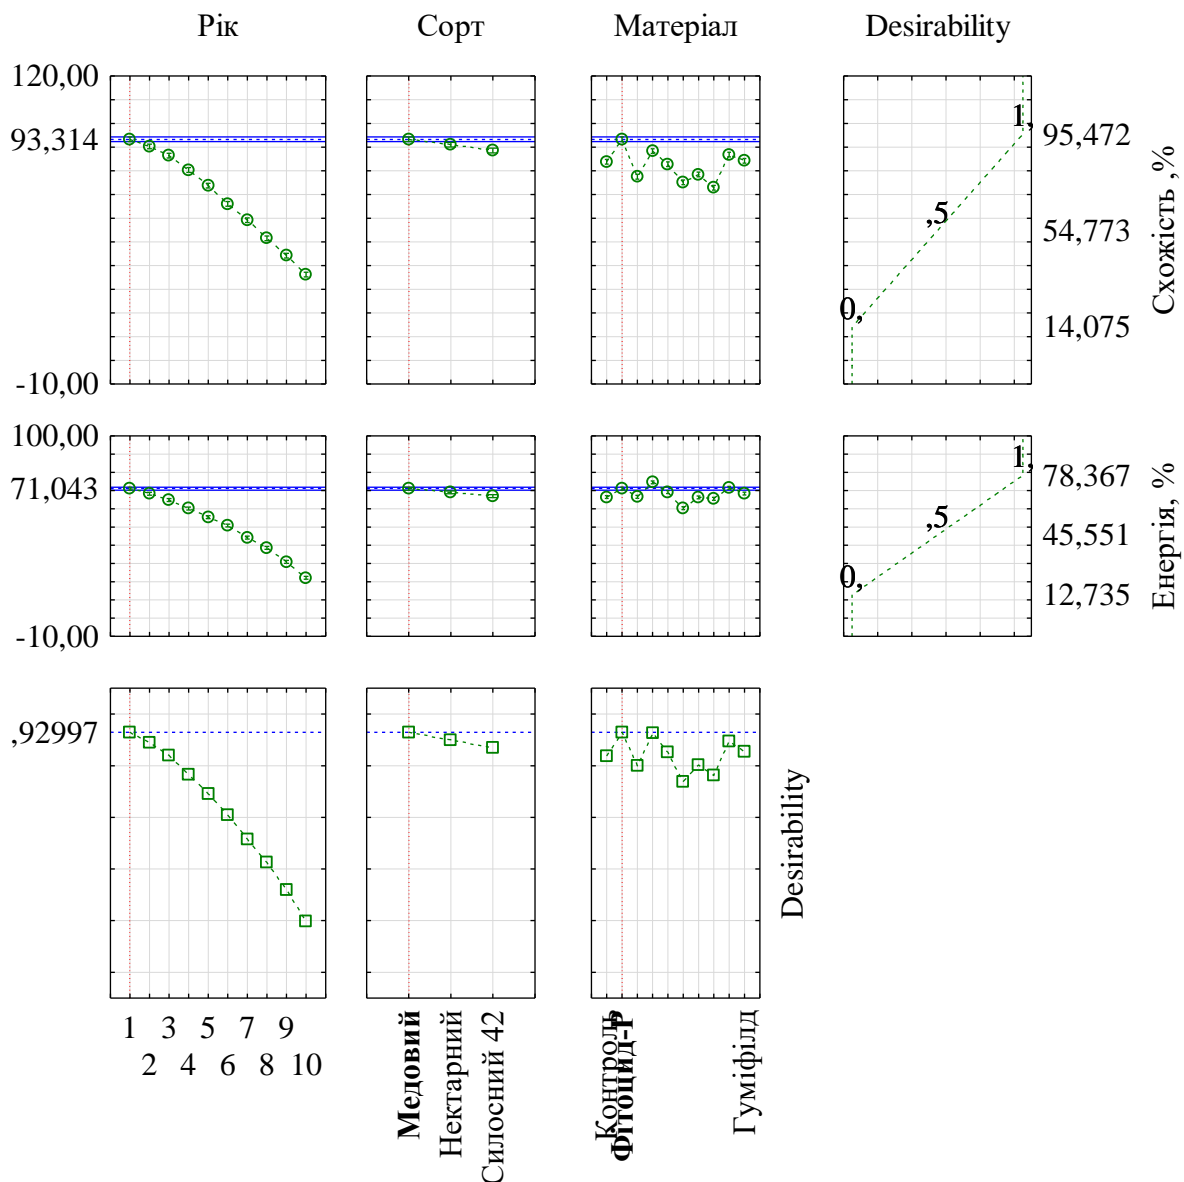 Рік Сорт Матеріал Desirability
120,00
93,314
-10,00
1,
,5
0,
95,472
54,773
14,075
Схожість ,%
100,00
71,043
-10,00
1,
,5
0,
78,367
45,551
12,735
Енергія, %
,92997
Desirability
1 3 5 7 9
2 4 6 8 10
Медовий
Нектарний
Силосний 42
Контроль
Фітоцид-Р
Гуміфілд